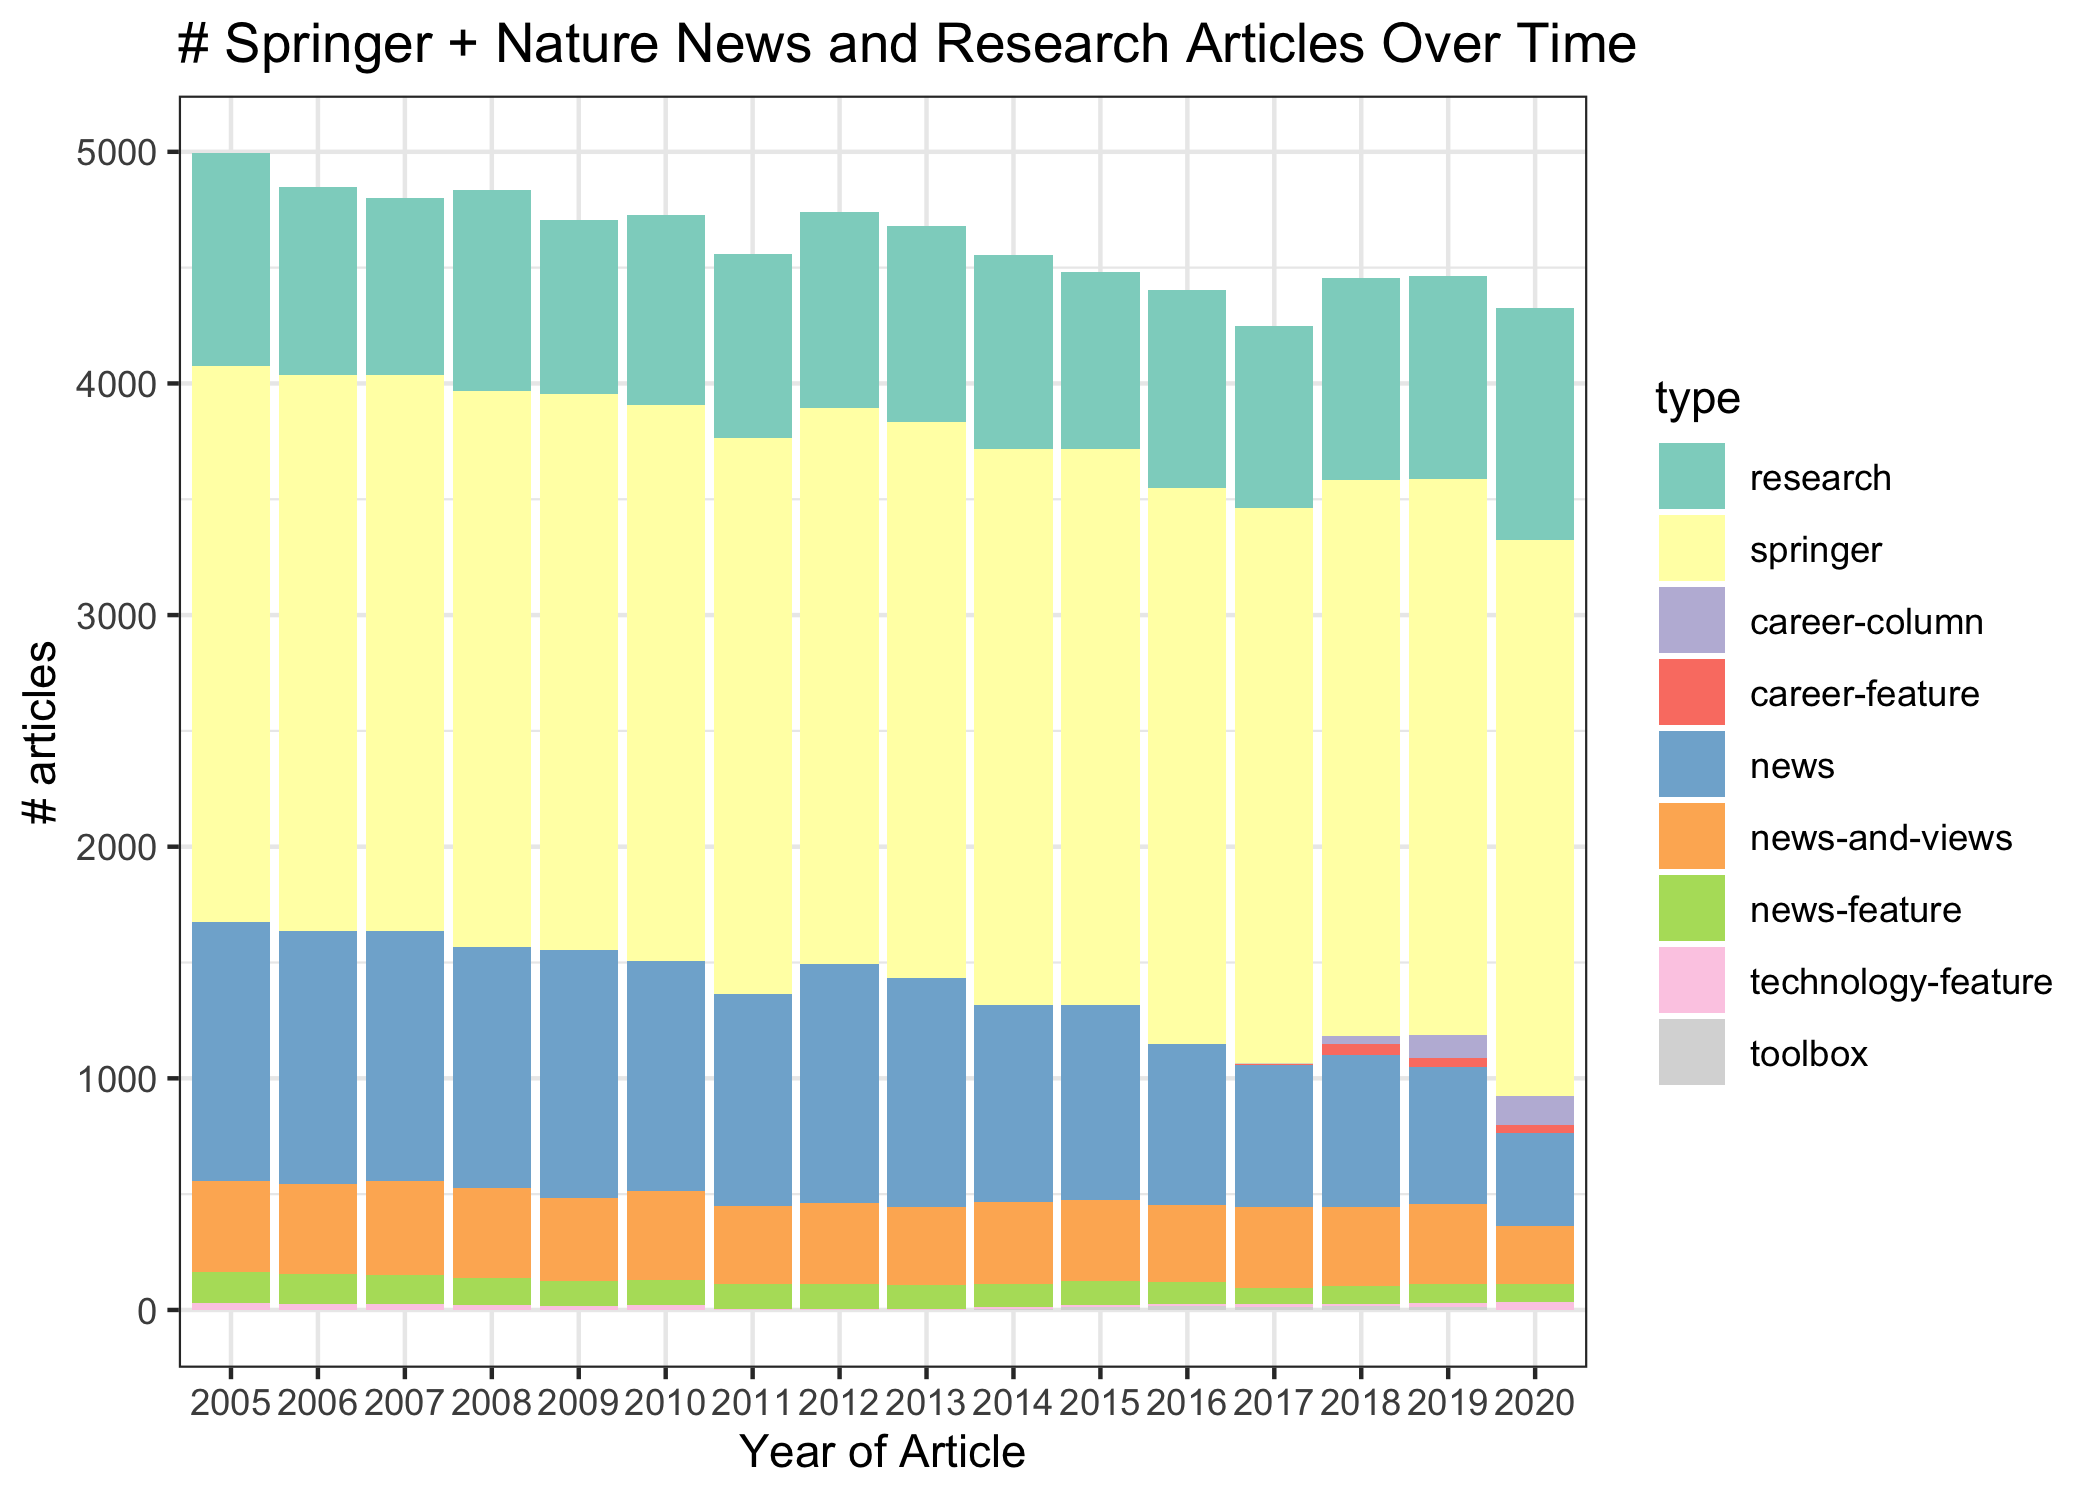 # Springer + Nature News and Research Articles Over Time
# articles
5000
4000
3000
2000
1000
0
2005 2006 2007 2008 2009 2010 2011 2012 2013 2014 2015 2016 2017 2018 2019 2020
Year of Article
type
research
springer
career-column
career-feature
news
news-and-views
news-feature
technology-feature
toolbox